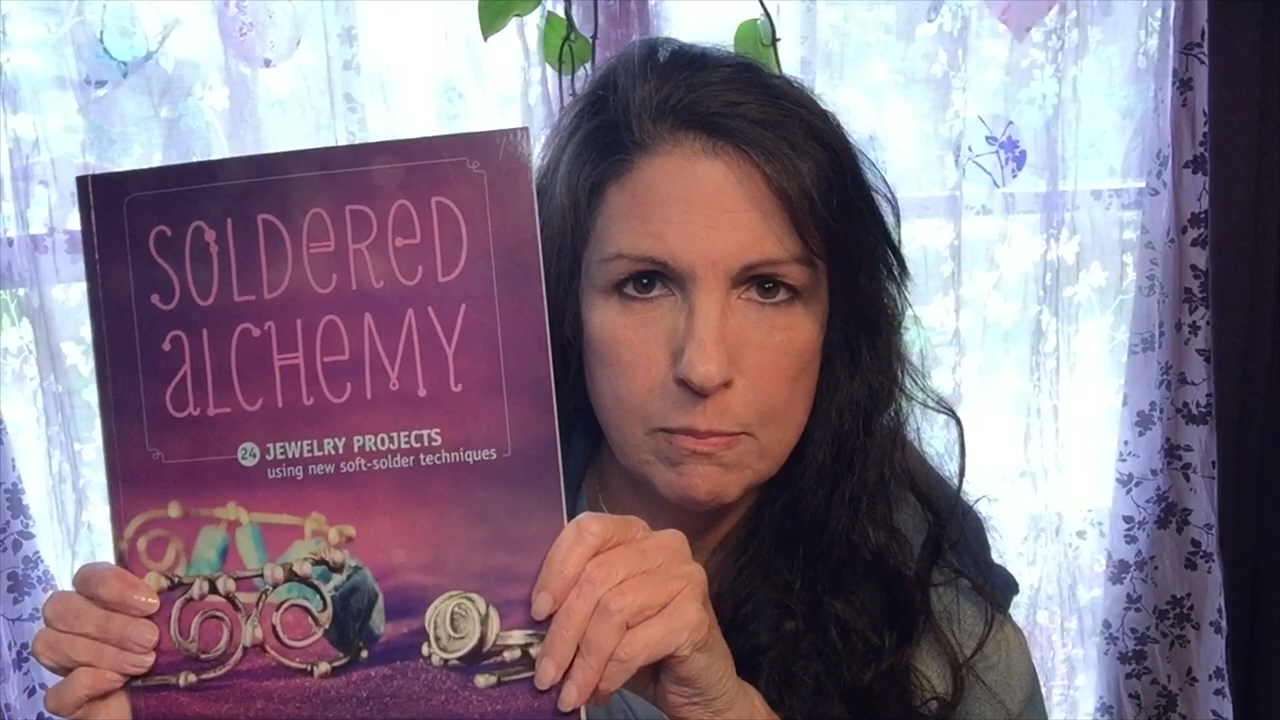 SOLDeReD
aLCHeMY
24 JEWELRY PROJECTS
using new soft-solder techniques